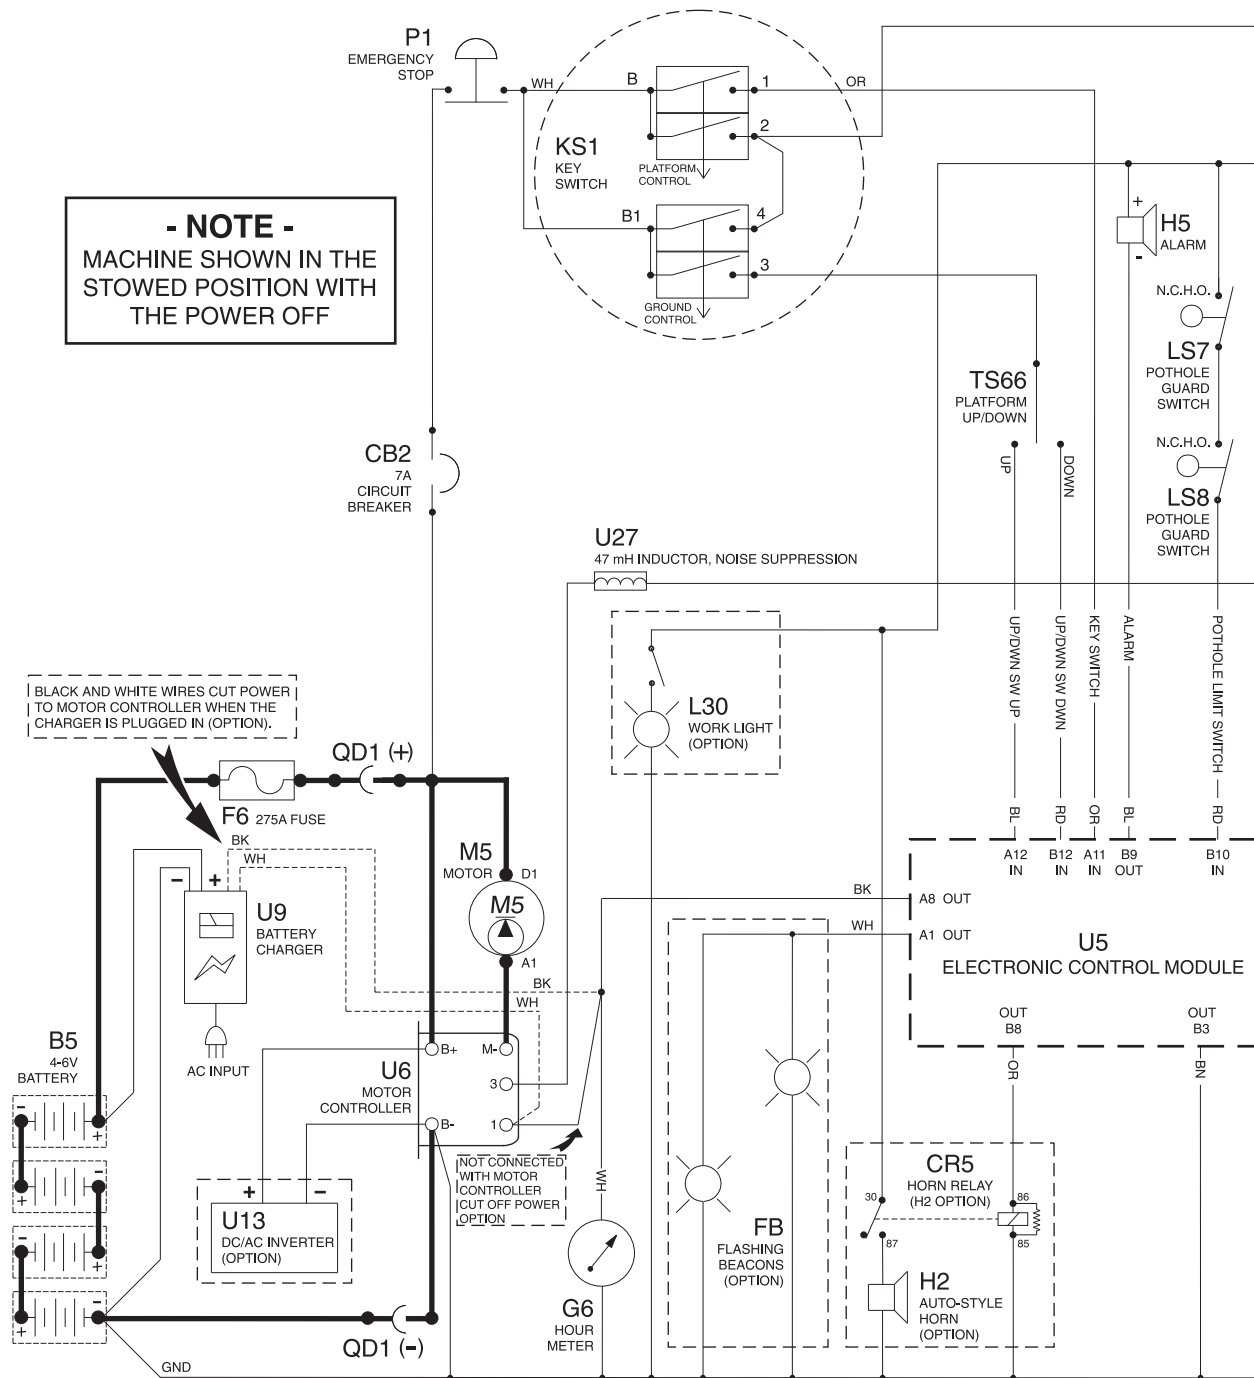 P1
EMERGENCY
STOP
WH
B
1
OR
2
KS1
KEY
SWITCH
PLATFORM
CONTROL
B1
4
3
GROUND
CONTROL
- NOTE -
MACHINE SHOWN IN THE
STOWED POSITION WITH
THE POWER OFF
+
H5
ALARM
-
N.C.H.O.
LS7
POTHOLE
GUARD
SWITCH
TS66
PLATFORM
UP/DOWN
UP
DOWN
N.C.H.O.
LS8
POTHOLE
GUARD
SWITCH
CB2
7A
CIRCUIT
BREAKER
U27
47 mH INDUCTOR, NOISE SUPPRESSION
UP/DWN SW UP
UP/DWN SW DWN
KEY SWITCH
ALARM
POTHOLE LIMIT SWITCH
L30
WORK LIGHT
(OPTION)
BLACK AND WHITE WIRES CUT POWER
TO MOTOR CONTROLLER WHEN THE
CHARGER IS PLUGGED IN (OPTION).
QD1 (+)
F6 275A FUSE
BK
WH
BL
RD
OR
BL
RD
A12
IN
B12
IN
A11
IN
B9
OUT
B10
IN
M5
MOTOR
D1
M5
A1
- +
U9
BATTERY
CHARGER
BK
WH
AC INPUT
BK
A8 OUT
WH
A1 OUT
U5
ELECTRONIC CONTROL MODULE
OUT
B8
OUT
B3
OR
BN
B5
4-6V
BATTERY
-
+
-
+
-
+
-
+
U6
MOTOR
CONTROLLER
B+
M-
3
B-
1
NOT CONNECTED
WITH MOTOR
CONTROLLER
CUT OFF POWER
OPTION
+ -
U13
DC/AC INVERTER
(OPTION)
WH
G6
HOUR
METER
FB
FLASHING
BEACONS
(OPTION)
CR5
HORN RELAY
(H2 OPTION)
30
87
86
85
H2
AUTO-STYLE
HORN
(OPTION)
QD1 (-)
GND